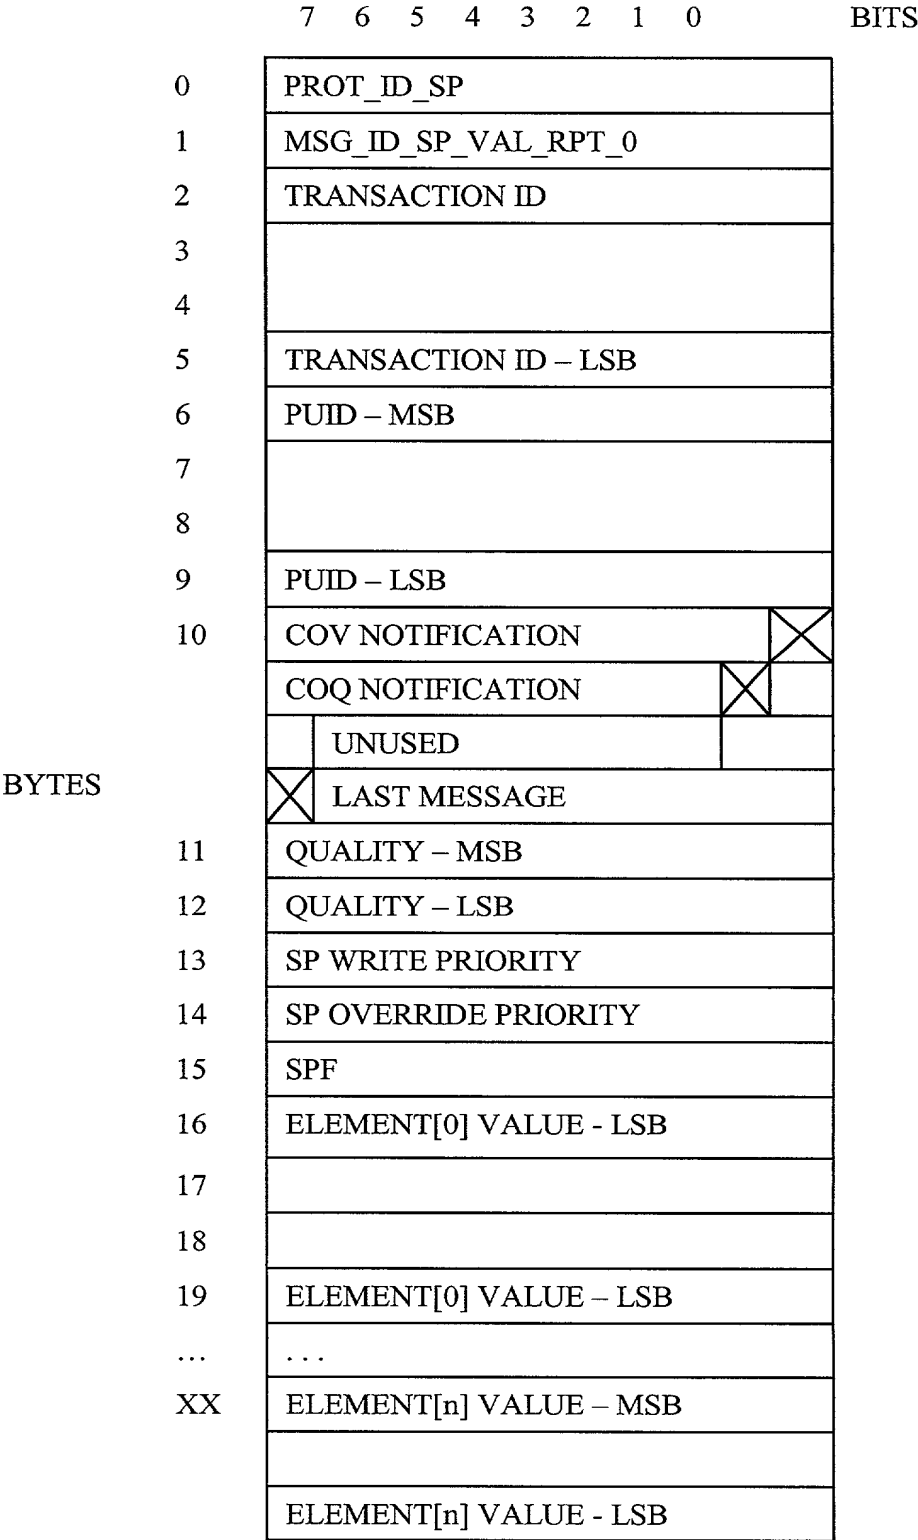 7 6 5 4 3 2 1 0 BITS
0 PROT_ID_SP
1 MSG_ID_SP_VAL_RPT_0
2 TRANSACTION ID
3
4
5 TRANSACTION ID – LSB
6 PUID – MSB
7
8
9 PUID – LSB
10 COV NOTIFICATION
COQ NOTIFICATION
UNUSED
BYTES LAST MESSAGE
11 QUALITY – MSB
12 QUALITY – LSB
13 SP WRITE PRIORITY
14 SP OVERRIDE PRIORITY
15 SPF
16 ELEMENT[0] VALUE - LSB
17
18
19 ELEMENT[0] VALUE – LSB
... ...
XX ELEMENT[n] VALUE – MSB
ELEMENT[n] VALUE - LSB